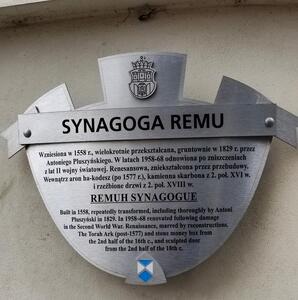 SYNAGOGA REMU
Wzniesiona w 1558 r., wielokrotnie przekształcana, gruntownie w 1829 r. przez
Antoniego Pluszyńskiego. W latach 1958-68 odnowiona po zniszczeniach
z lat II wojny światowej. Renesansowa, zniekształcona przez przebudowy.
Wewnątrz aron ha-kodesz (po 1577 r.), kamienna skarbona z 2. poł. XVI w.
i rzeźbione drzwi z 2. poł. XVIII w.
REMUH SYNAGOGUE
Built in 1558, repeatedly transformed, including thoroughly by Antoni
Pluszyński in 1829. In 1958-68 renovated following damage
in the Second World War. Renaissance, marred by reconstructions.
The Torah Ark (post-1577) and stone money box from
the 2nd half of the 16th c., and sculpted door
from the 2nd half of the 18th c.